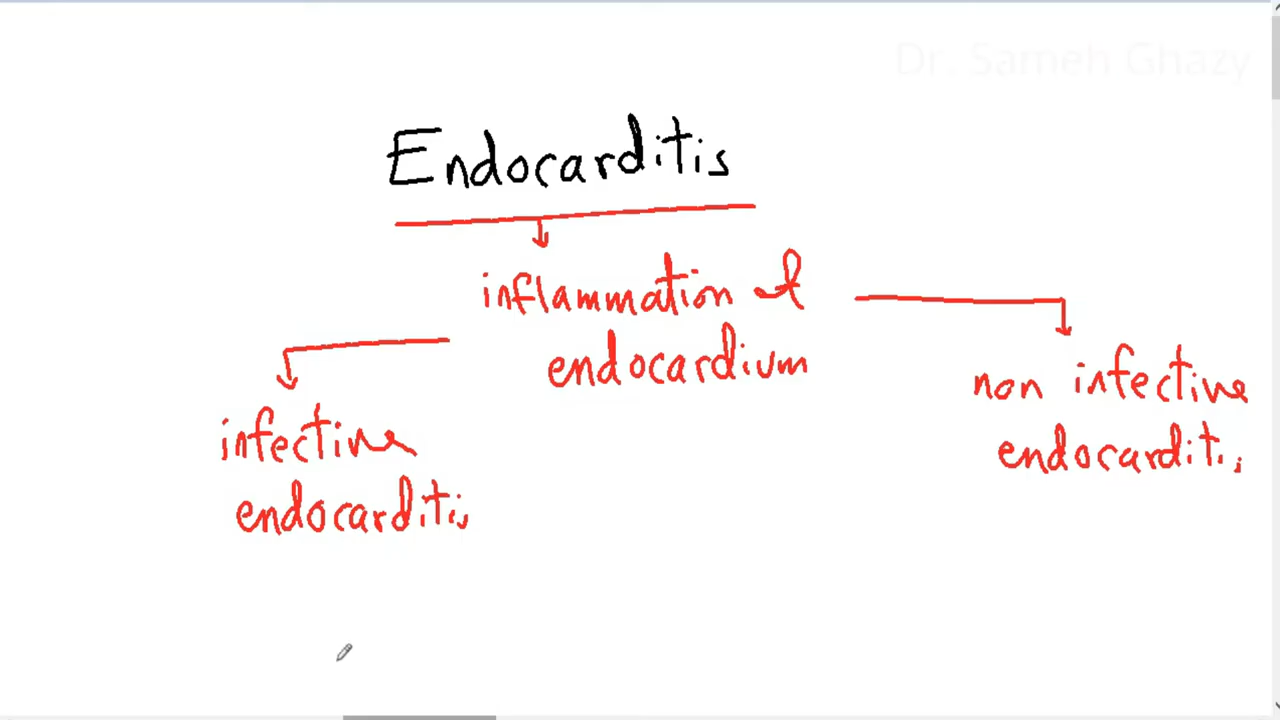 Dr. Sameh Ghazy
Endocarditis
inflammation of
endocardium
infective
endocarditis
non infective
endocarditis